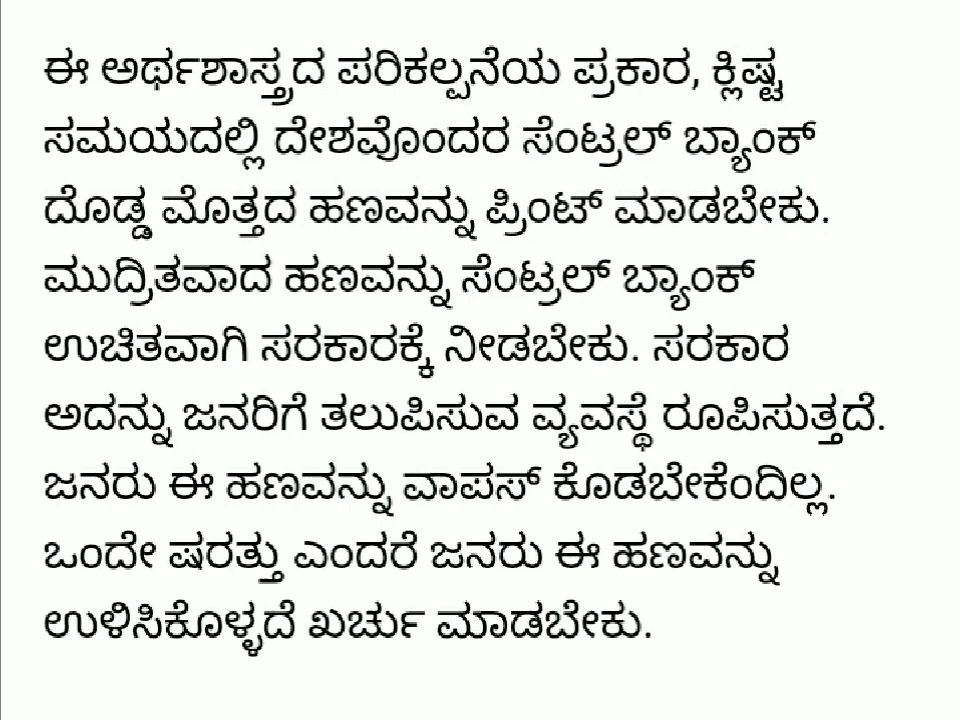 ಈ ಅರ್ಥಶಾಸ್ತ್ರದ ಪರಿಕಲ್ಪನೆಯ ಪ್ರಕಾರ, ಕ್ಲಿಷ್ಟ
ಸಮಯದಲ್ಲಿ ದೇಶವೊಂದರ ಸೆಂಟ್ರಲ್ ಬ್ಯಾಂಕ್
ದೊಡ್ಡ ಮೊತ್ತದ ಹಣವನ್ನು ಪ್ರಿಂಟ್ ಮಾಡಬೇಕು.
ಮುದ್ರಿತವಾದ ಹಣವನ್ನು ಸೆಂಟ್ರಲ್ ಬ್ಯಾಂಕ್
ಉಚಿತವಾಗಿ ಸರಕಾರಕ್ಕೆ ನೀಡಬೇಕು. ಸರಕಾರ
ಅದನ್ನು ಜನರಿಗೆ ತಲುಪಿಸುವ ವ್ಯವಸ್ಥೆ ರೂಪಿಸುತ್ತದೆ.
ಜನರು ಈ ಹಣವನ್ನು ವಾಪಸ್ ಕೊಡಬೇಕೆಂದಿಲ್ಲ.
ಒಂದೇ ಷರತ್ತು ಎಂದರೆ ಜನರು ಈ ಹಣವನ್ನು
ಉಳಿಸಿಕೊಳ್ಳದೆ ಖರ್ಚು ಮಾಡಬೇಕು.